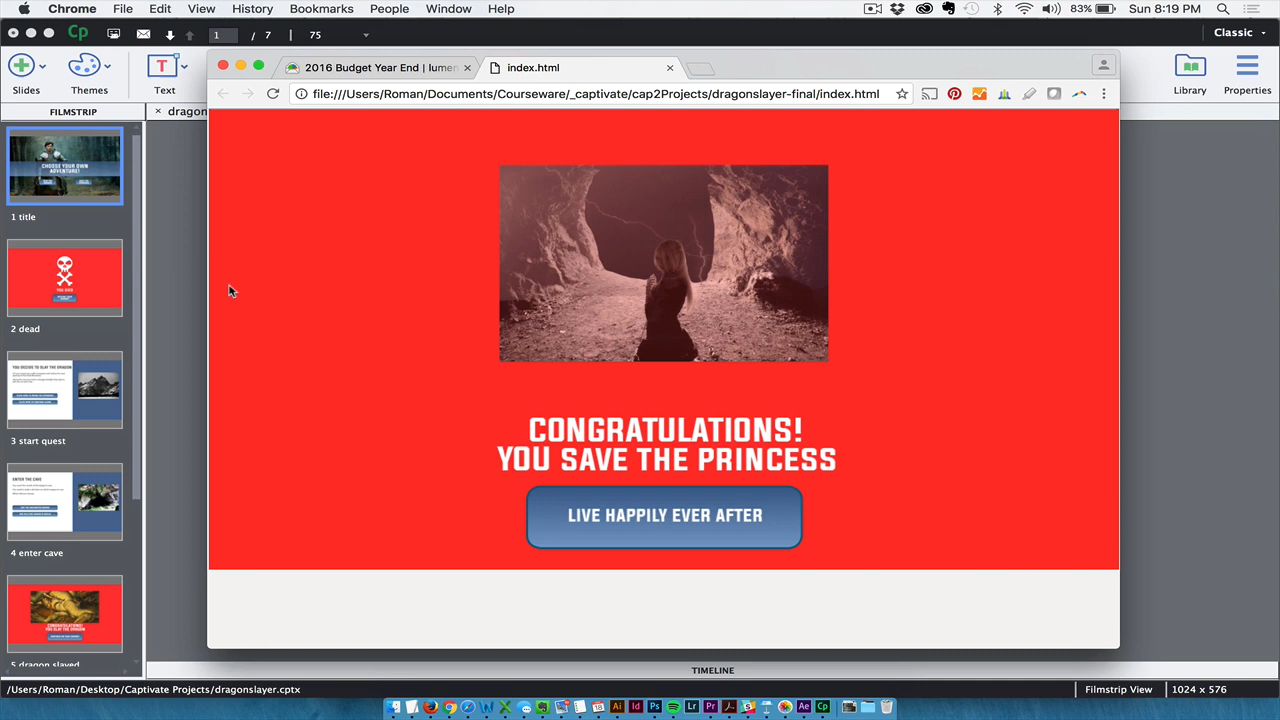 Chrome File Edit View History Bookmarks People Window Help 83% Sun 8:19 PM
Cp 1 / 7 75 Classic
Slides Themes Text Library Properties
FILMSTRIP × dragon
2016 Budget Year End | lumen × index.html ×
file:///Users/Roman/Documents/Courseware/_captivate/cap2Projects/dragonslayer-final/index.html
CHOOSE YOUR OWN
ADVENTURE!
1 title
YOU DIED
2 dead
YOU DECIDE TO SLAY THE DRAGON
3 start quest
ENTER THE CAVE
4 enter cave
CONGRATULATIONS!
YOU SLAY THE DRAGON
5 dragon slayed
CONGRATULATIONS!
YOU SAVE THE PRINCESS
LIVE HAPPILY EVER AFTER
TIMELINE
/Users/Roman/Desktop/Captivate Projects/dragonslayer.cptx Filmstrip View 1024 x 576